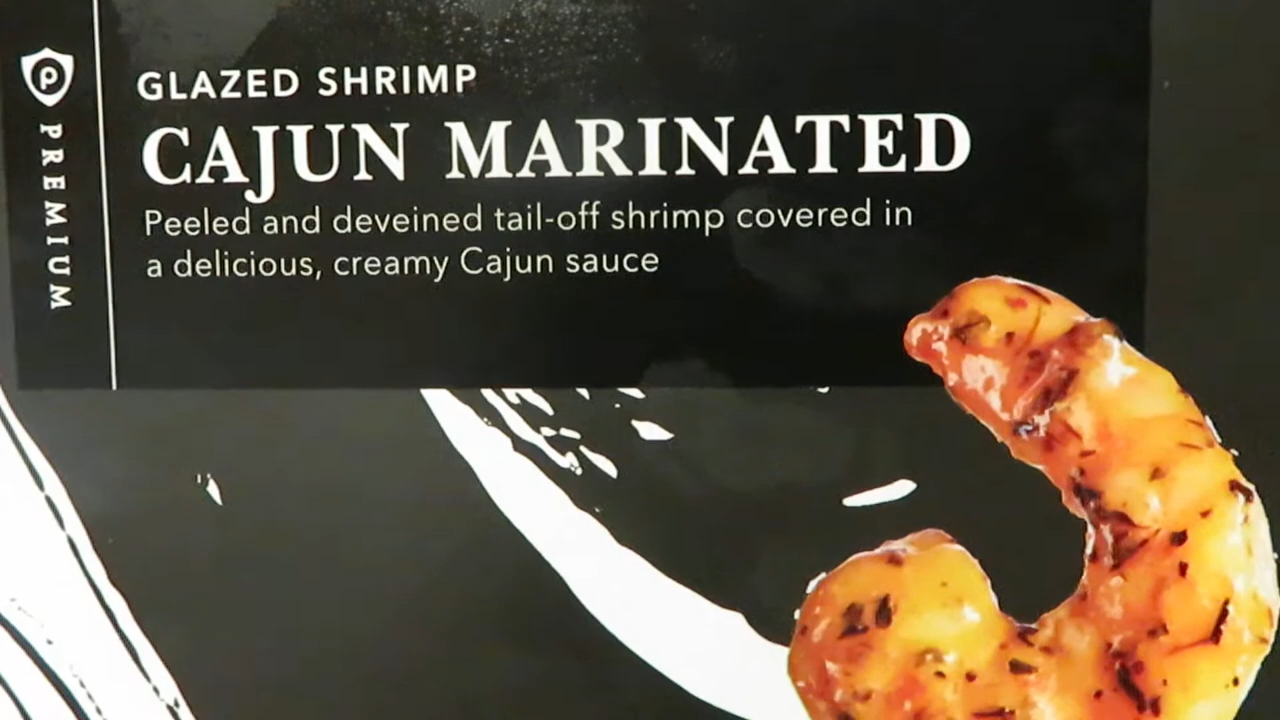 P
PREMIUM
GLAZED SHRIMP
CAJUN MARINATED
Peeled and deveined tail-off shrimp covered in
a delicious, creamy Cajun sauce